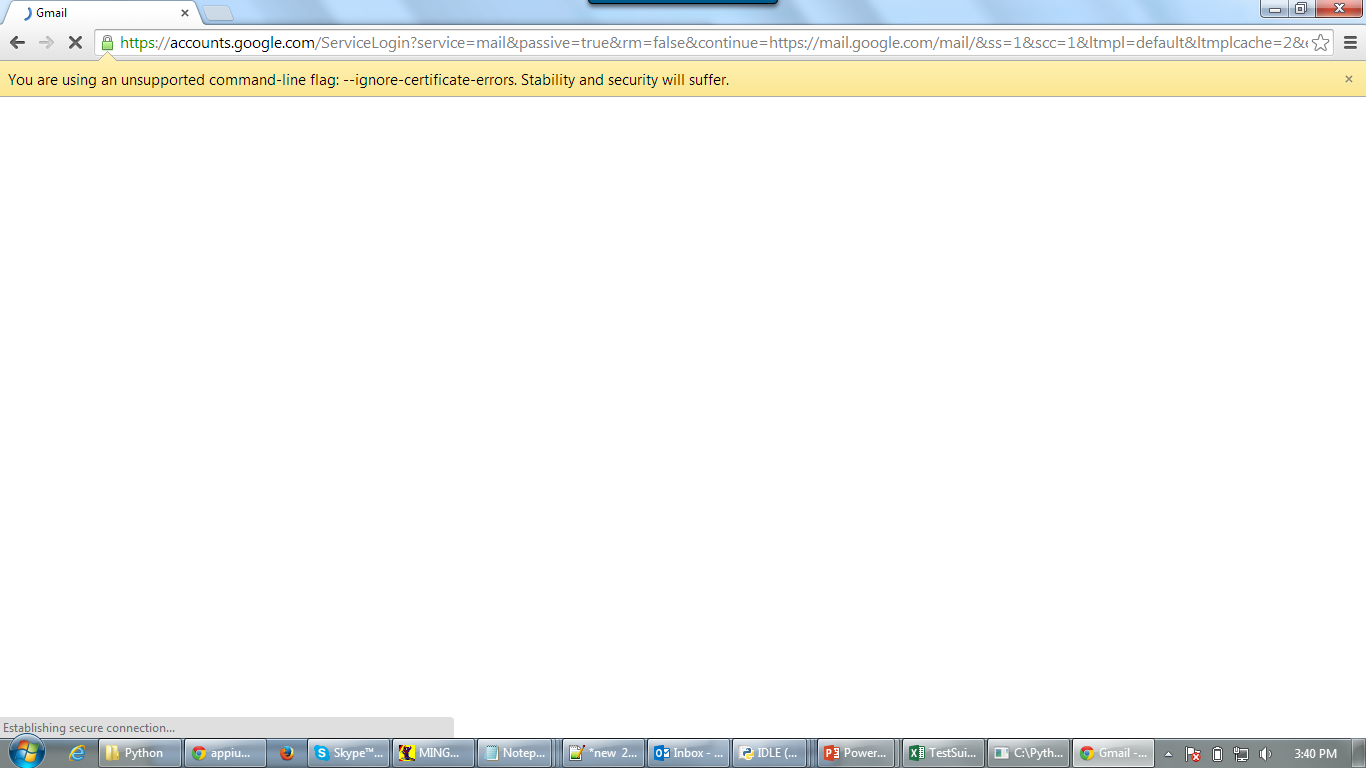 Gmail
https://accounts.google.com/ServiceLogin?service=mail&passive=true&rm=false&continue=https://mail.google.com/mail/&ss=1&scc=1&ltmpl=default&ltmplcache=2&
You are using an unsupported command-line flag: --ignore-certificate-errors. Stability and security will suffer.
Establishing secure connection...
Python appiu... Skype™... MING... Notep... *new 2... Inbox - ... IDLE (... Power... TestSui... C:\Pyth... Gmail -... 3:40 PM